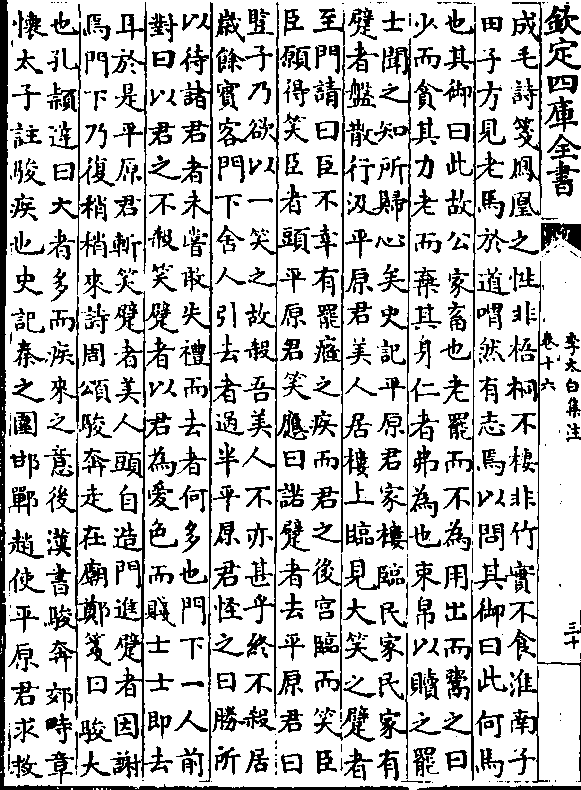 欽定四庫全書
李太白集注
卷十六
三十
成毛詩箋鳳凰之性非梧桐不棲非竹實不食淮南子
田子方見老馬於道喟然有志焉以問其御曰此何馬
也其御曰此故公家畜也老罷而不為用出而鬻之曰
少而貪其力老而棄其身仁者弗為也束帛以贖之罷
士聞之知所歸心矣史記平原君家樓臨民家民家有
躄者盤散行汲平原君美人居樓上臨見大笑之躄者
至門請曰臣不幸有罷癃之疾而君之後宮臨而笑臣
臣願得笑臣者頭平原君笑應曰諾躄者去平原君曰
豎子乃欲以一笑之故殺吾美人不亦甚乎終不殺居
歲餘賓客門下舍人引去者過半平原君怪之曰勝所
以待諸君者未嘗敢失禮而去者何多也門下一人前
對曰以君之不殺笑躄者以君為愛色而賤士士即去
耳於是平原君斬笑躄者美人頭自造門進躄者因謝
焉門下乃復稍稍來詩周頌駿奔走在廟鄭箋曰駿大
也孔穎達曰大者多而疾來之意後漢書駿奔郊時章
懷太子註駿疾也史記秦之圍邯鄲趙使平原君求救